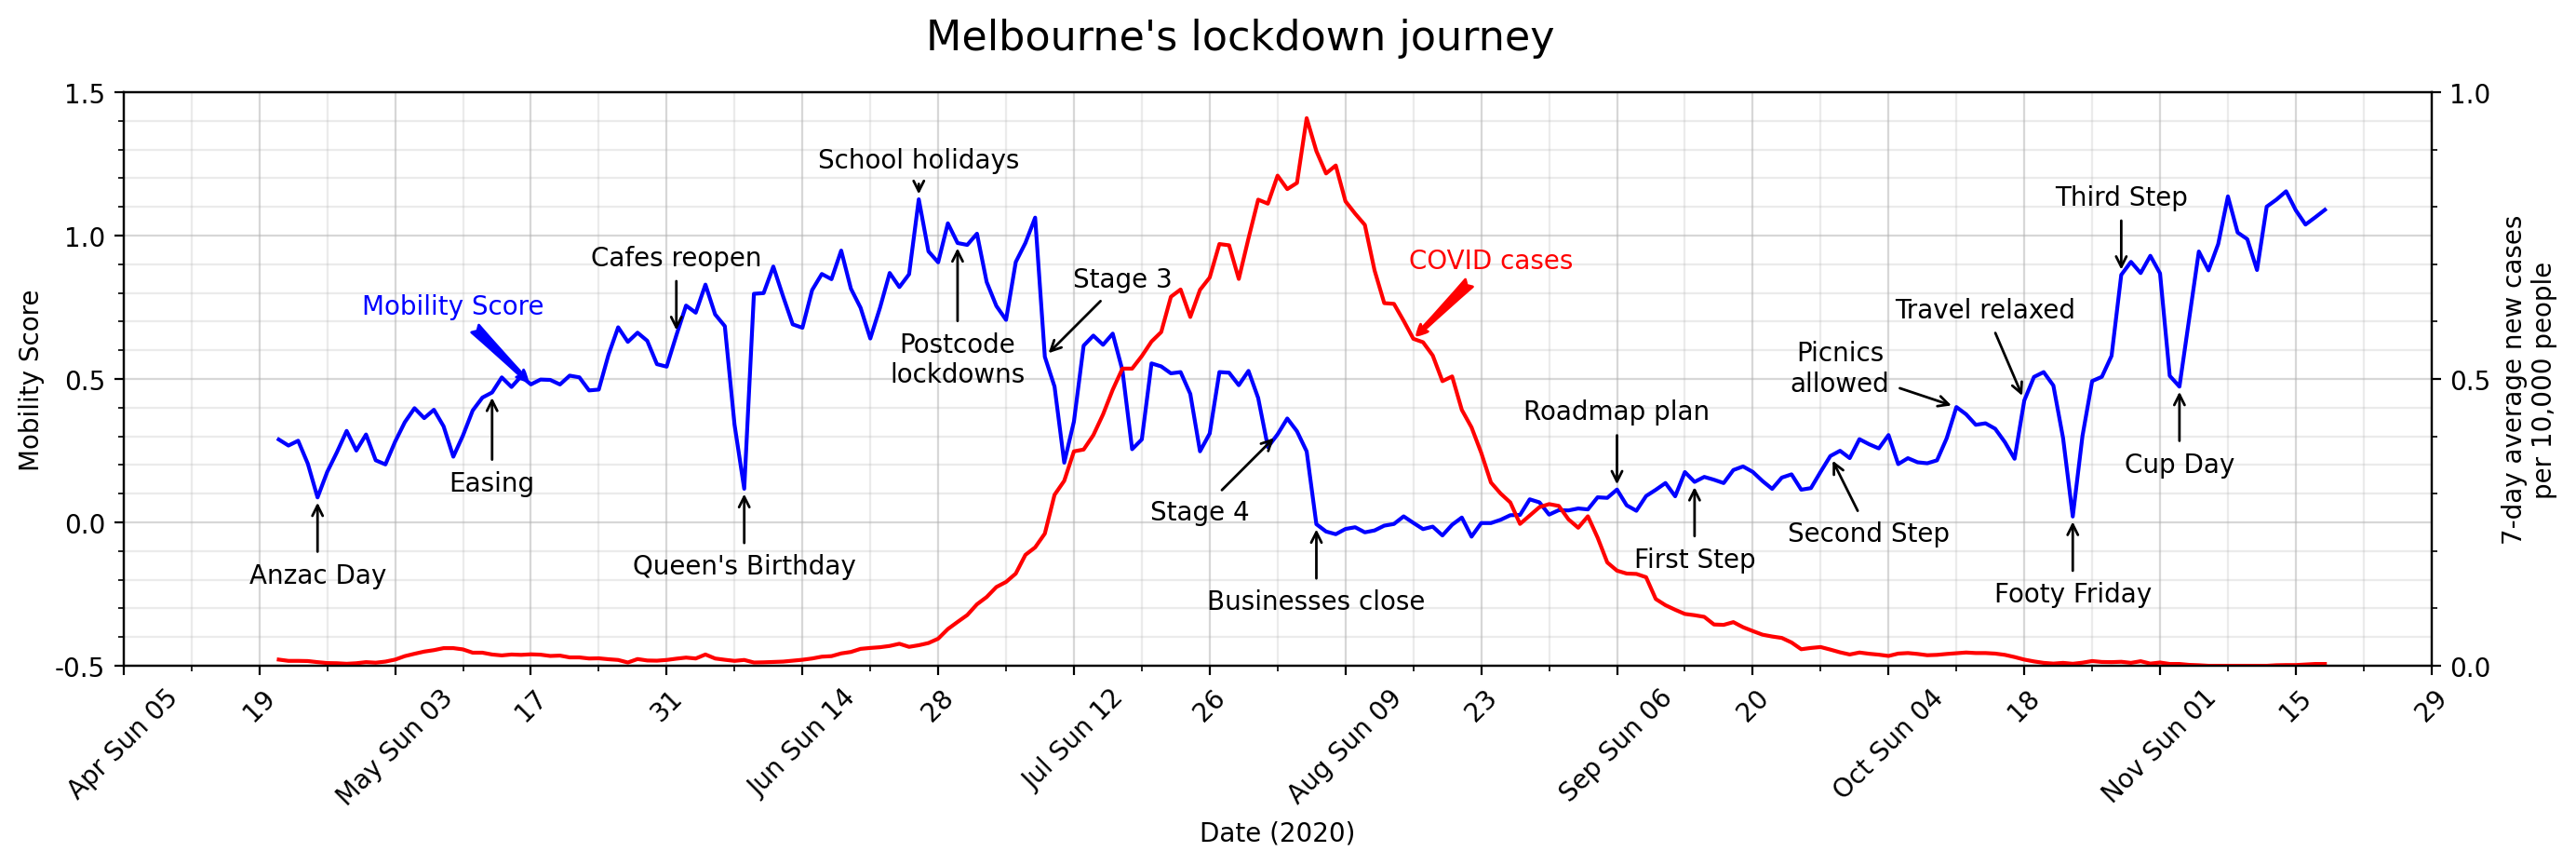 Melbourne's lockdown journey
1.5
1.0
0.5
0.0
-0.5
Mobility Score
1.0
0.5
0.0
7-day average new cases
per 10,000 people
School holidays
Cafes reopen
Mobility Score
Stage 3
COVID cases
Third Step
Travel relaxed
Picnics
allowed
Postcode
lockdowns
Roadmap plan
Easing
Stage 4
Cup Day
Second Step
First Step
Anzac Day
Queen's Birthday
Businesses close
Footy Friday
Apr Sun 05
19
May Sun 03
17
31
Jun Sun 14
28
Jul Sun 12
26
Aug Sun 09
23
Sep Sun 06
20
Oct Sun 04
18
Nov Sun 01
15
29
Date (2020)